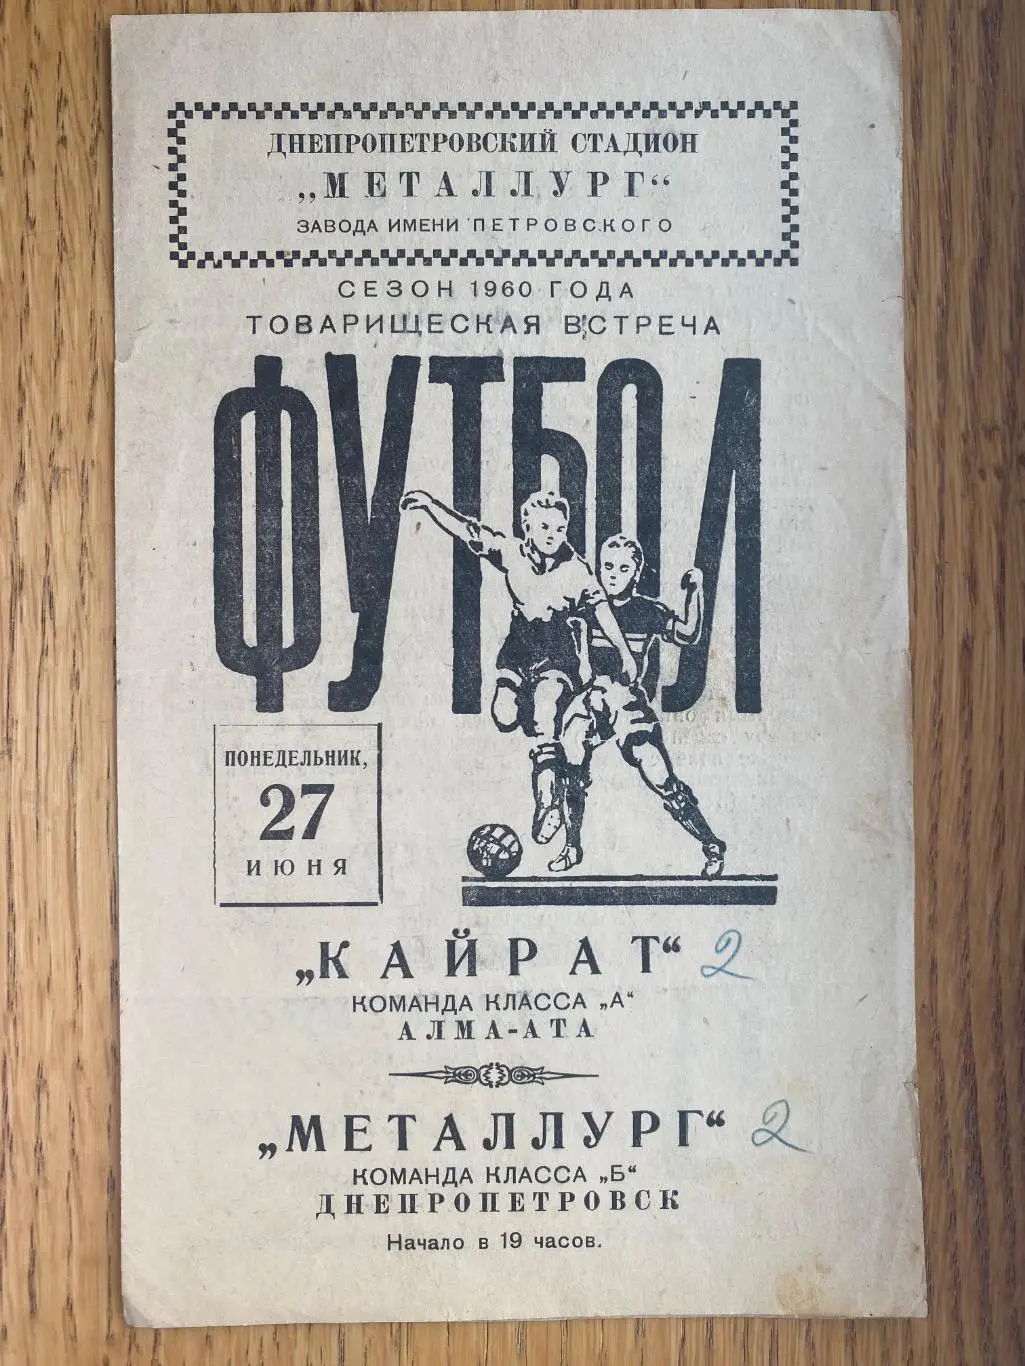 ДНЕПРОПЕТРОВСКИЙ СТАДИОН
„МЕТАЛЛУРГ“
ЗАВОДА ИМЕНИ ПЕТРОВСКОГО
СЕЗОН 1960 ГОДА
ТОВАРИЩЕСКАЯ ВСТРЕЧА
ФУТБОЛ
ПОНЕДЕЛЬНИК,
27
ИЮНЯ
„КАЙРАТ“ 2
КОМАНДА КЛАССА „А“
АЛМА-АТА
„МЕТАЛЛУРГ“ 2
КОМАНДА КЛАССА „Б“
ДНЕПРОПЕТРОВСК
Начало в 19 часов.